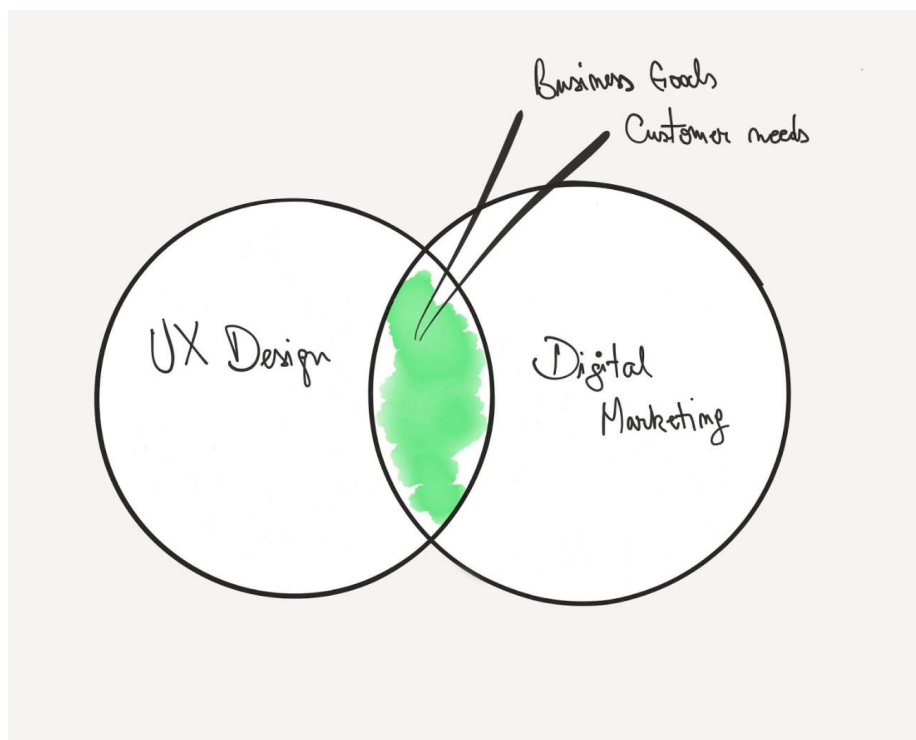 Business Goals
Customer needs
UX Design
Digital
Marketing